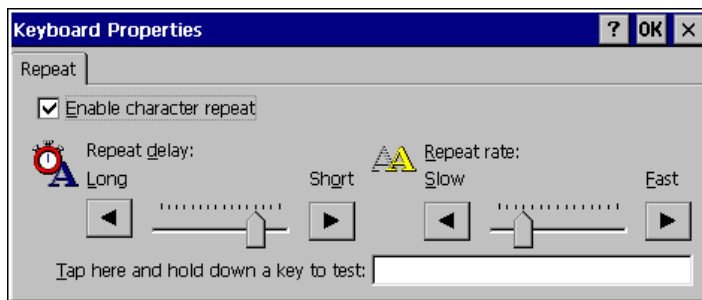 Keyboard Properties ? OK ×
Repeat
Enable character repeat
Repeat delay: Repeat rate:
Long Short Slow Fast
Tap here and hold down a key to test: